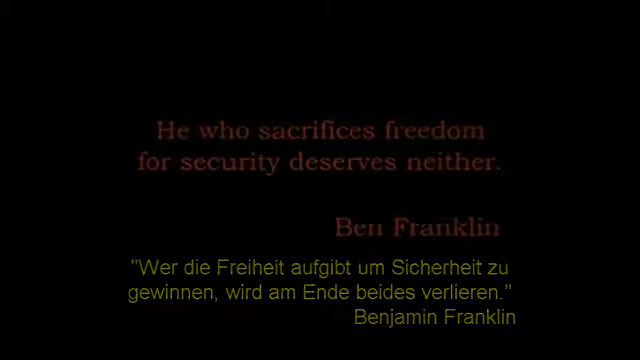 He who sacrifices freedom
for security deserves neither.
Ben Franklin
"Wer die Freiheit aufgibt um Sicherheit zu
gewinnen, wird am Ende beides verlieren."
Benjamin Franklin